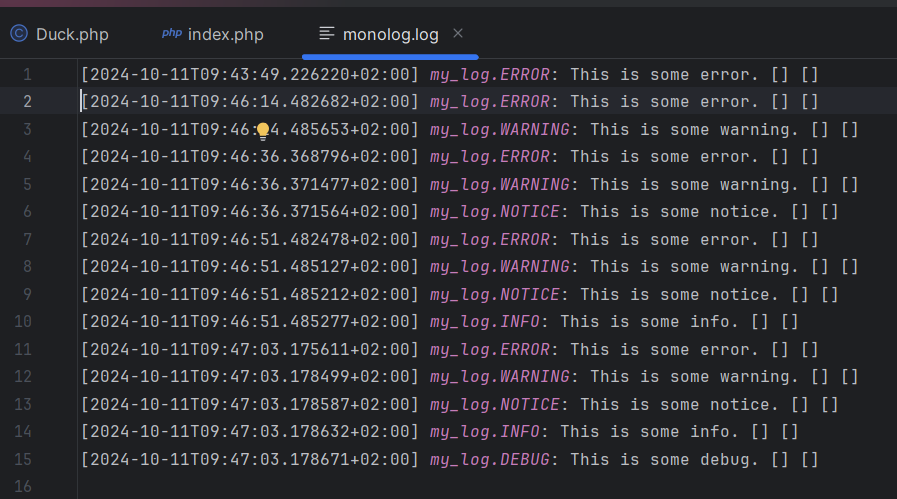 Duck.php php index.php monolog.log
1 [2024-10-11T09:43:49.226220+02:00] my_log.ERROR: This is some error. [] []
2 [2024-10-11T09:46:14.482682+02:00] my_log.ERROR: This is some error. [] []
3 [2024-10-11T09:46:4.485653+02:00] my_log.WARNING: This is some warning. [] []
4 [2024-10-11T09:46:36.368796+02:00] my_log.ERROR: This is some error. [] []
5 [2024-10-11T09:46:36.371477+02:00] my_log.WARNING: This is some warning. [] []
6 [2024-10-11T09:46:36.371564+02:00] my_log.NOTICE: This is some notice. [] []
7 [2024-10-11T09:46:51.482478+02:00] my_log.ERROR: This is some error. [] []
8 [2024-10-11T09:46:51.485127+02:00] my_log.WARNING: This is some warning. [] []
9 [2024-10-11T09:46:51.485212+02:00] my_log.NOTICE: This is some notice. [] []
10 [2024-10-11T09:46:51.485277+02:00] my_log.INFO: This is some info. [] []
11 [2024-10-11T09:47:03.175611+02:00] my_log.ERROR: This is some error. [] []
12 [2024-10-11T09:47:03.178499+02:00] my_log.WARNING: This is some warning. [] []
13 [2024-10-11T09:47:03.178587+02:00] my_log.NOTICE: This is some notice. [] []
14 [2024-10-11T09:47:03.178632+02:00] my_log.INFO: This is some info. [] []
15 [2024-10-11T09:47:03.178671+02:00] my_log.DEBUG: This is some debug. [] []
16